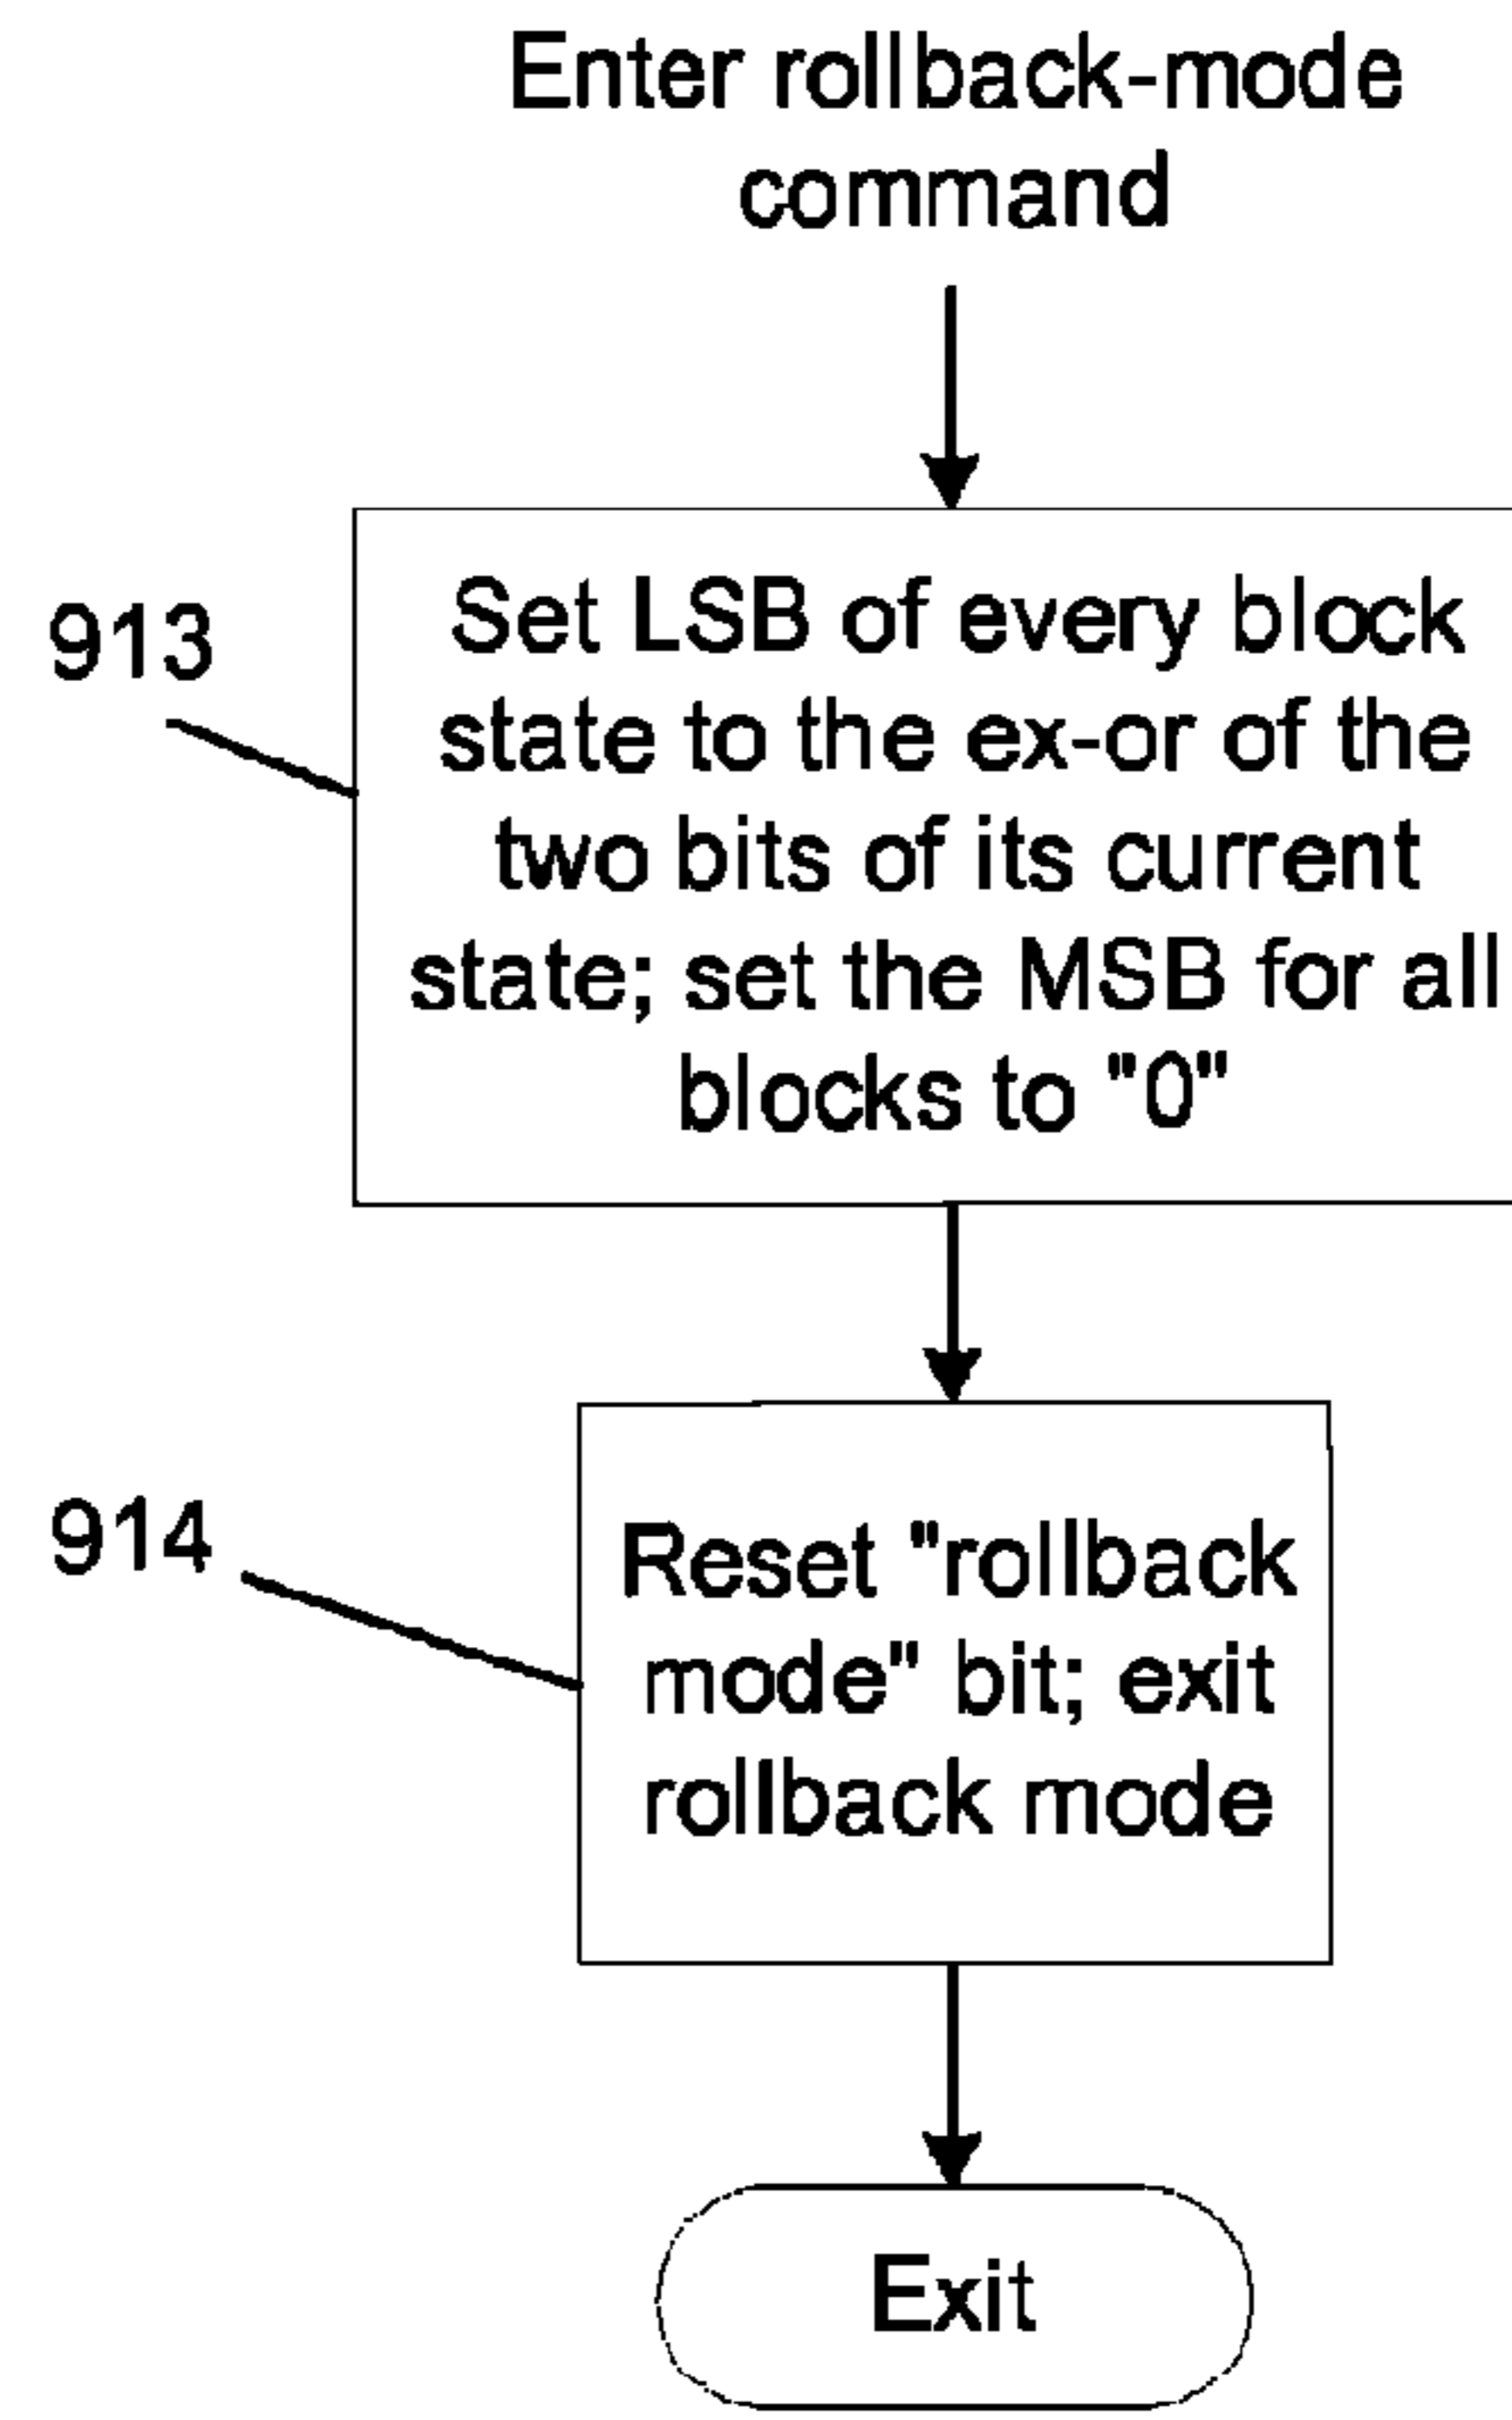 Enter rollback-mode
command
913
Set LSB of every block
state to the ex-or of the
two bits of its current
state; set the MSB for all
blocks to "0"
914
Reset "rollback
mode" bit; exit
rollback mode
Exit